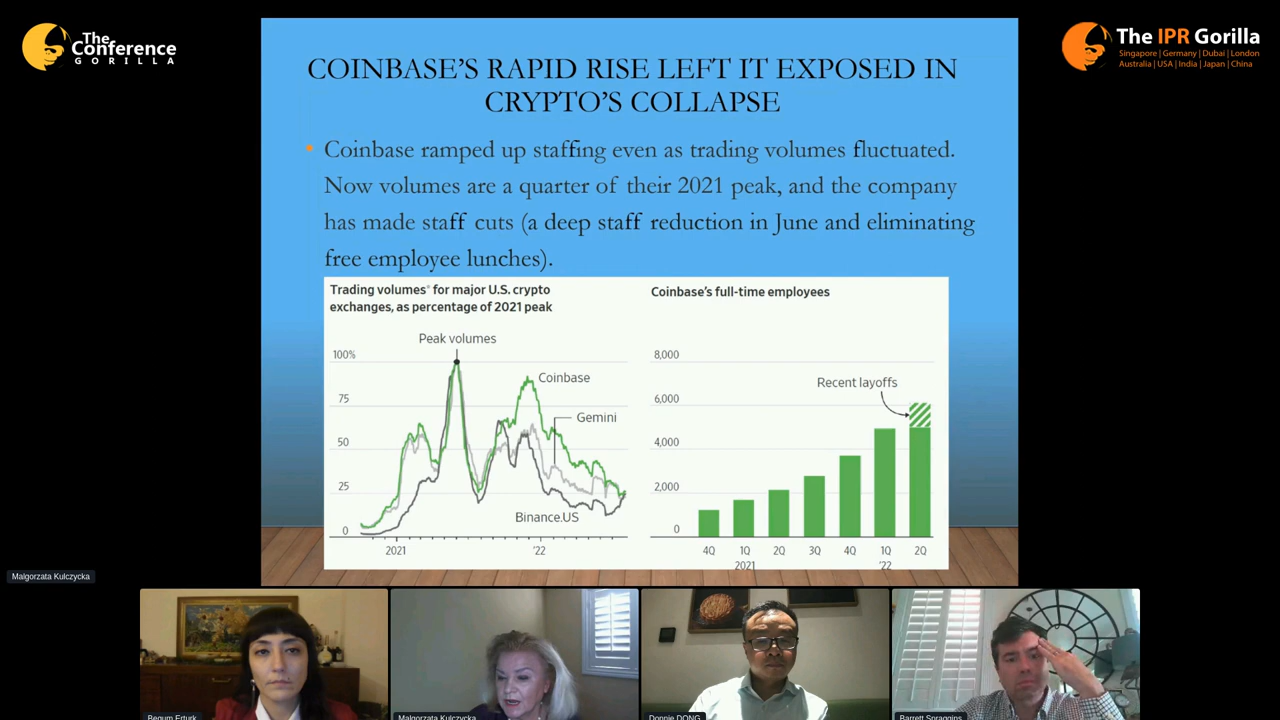 The
Conference
GORILLA
The IPR Gorilla
Singapore | Germany | Dubai | London
Australia | USA | India | Japan | China
COINBASE'S RAPID RISE LEFT IT EXPOSED IN
CRYPTO'S COLLAPSE
• Coinbase ramped up staffing even as trading volumes fluctuated.
Now volumes are a quarter of their 2021 peak, and the company
has made staff cuts (a deep staff reduction in June and eliminating
free employee lunches).
Trading volumes* for major U.S. crypto
exchanges, as percentage of 2021 peak
Peak volumes
100%
Coinbase
75
Gemini
50
25
Binance.US
0
2021
'22
Coinbase's full-time employees
8,000
Recent layoffs
6,000
4,000
2,000
0
4Q 1Q 2Q 3Q 4Q 1Q 2Q
2021 '22
Malgorzata Kulczycka
Begum Erturk
Malgorzata Kulczycka
Donnie DONG
Barrett Spraggins